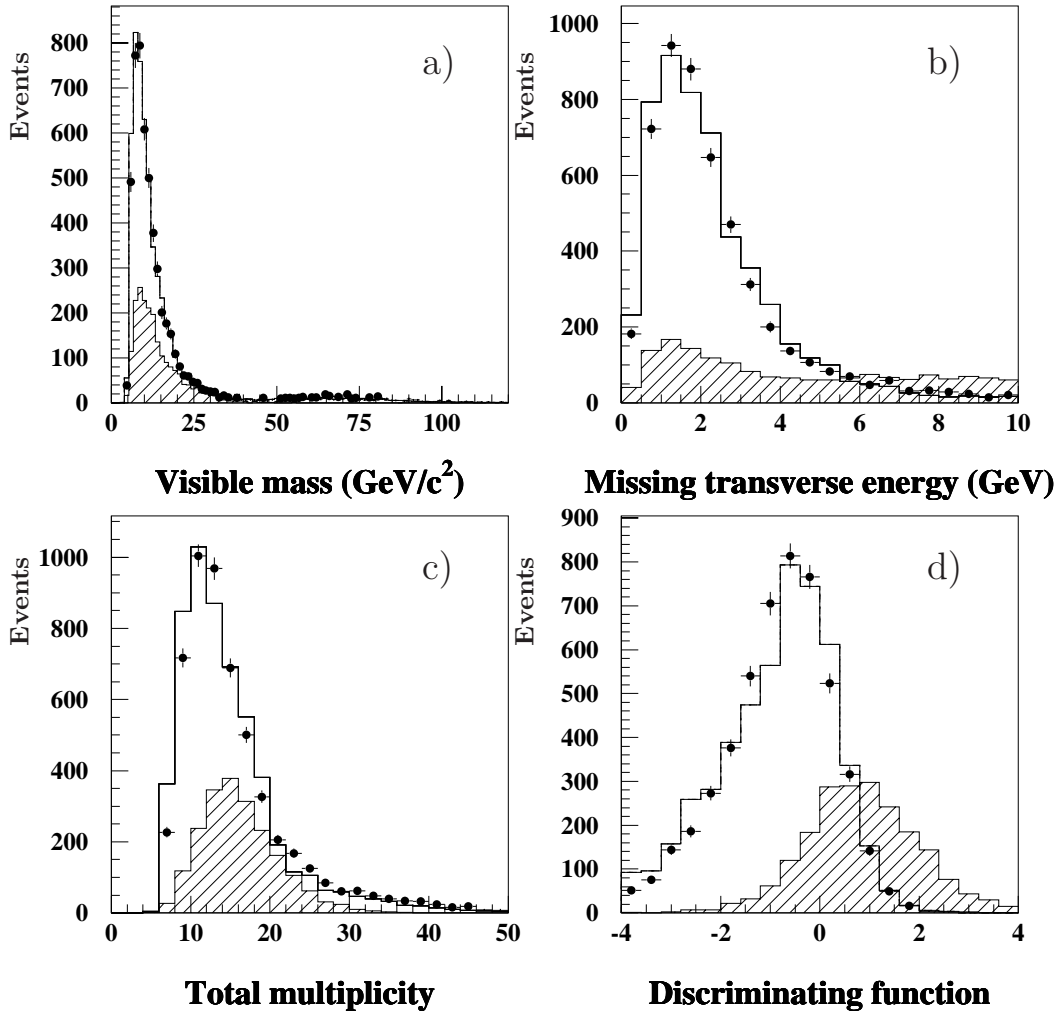 a)
Events
800
700
600
500
400
300
200
100
0
0 25 50 75 100
Visible mass (GeV/c²)
b)
Events
1000
800
600
400
200
0
0 2 4 6 8 10
Missing transverse energy (GeV)
c)
Events
1000
800
600
400
200
0
0 10 20 30 40 50
Total multiplicity
d)
Events
900
800
700
600
500
400
300
200
100
0
-4 -2 0 2 4
Discriminating function